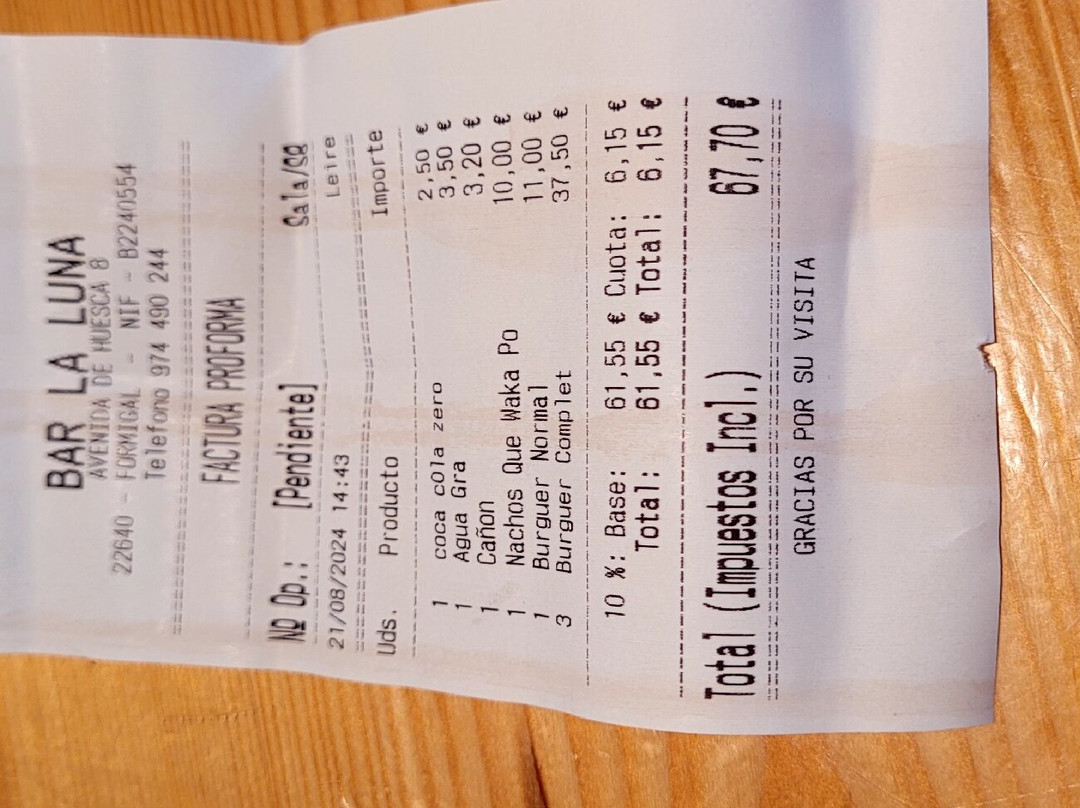 BAR LA LUNA
AVENIDA DE HUESCA 8
22640 - FORMIGAL - NIF - B2240554
Telefono 974 490 244
FACTURA PROFORMA
Nº Op.: [Pendiente] Sala/69
21/08/2024 14:43 Leire
Uds. Producto Importe
1 coca cola zero 2,50 €
1 Agua Gra 3,50 €
1 Cañon 3,20 €
1 Nachos Que Waka Po 10,00 €
1 Burguer Normal 11,00 €
3 Burguer Complet 37,50 €
10 %: Base: 61,55 € Cuota: 6,15 €
Total: 61,55 € Total: 6,15 €
Total (Impuestos Incl.) 67,70 €
GRACIAS POR SU VISITA